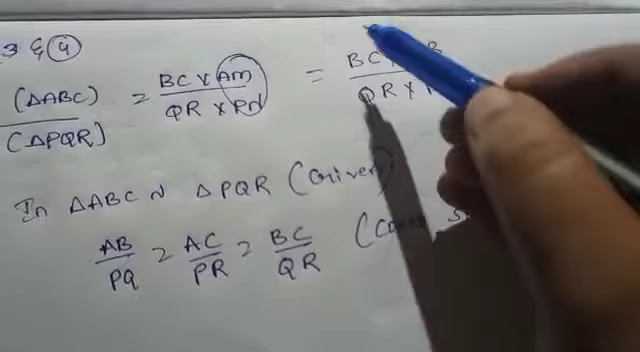 3 & 4
(ΔABC) / (ΔPQR) = BC × AM / QR × PN = BC × B / QR ×
In ΔABC ~ ΔPQR (Given)
AB/PQ = AC/PR = BC/QR